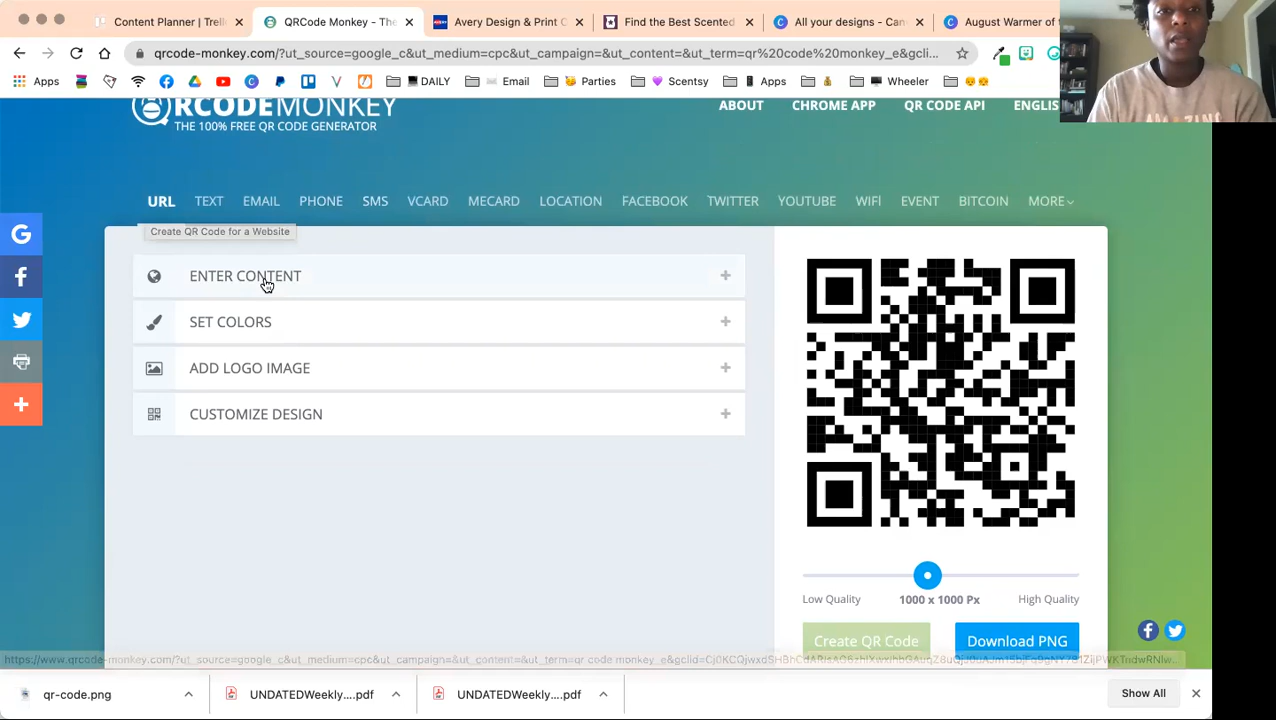 Content Planner | Trell
QRCode Monkey - The
Avery Design & Print
Find the Best Scented
All your designs - Can
August Warmer of
qrcode-monkey.com/?ut_source=google_c&ut_medium=cpc&ut_campaign=&ut_content=&ut_term=qr%20code%20monkey_e&gcli...
Apps
DAILY
Email
Parties
Scentsy
Apps
Wheeler
QRCODEMONKEY
THE 100% FREE QR CODE GENERATOR
ABOUT
CHROME APP
QR CODE API
ENGLIS
URL TEXT EMAIL PHONE SMS VCARD MECARD LOCATION FACEBOOK TWITTER YOUTUBE WIFI EVENT BITCOIN MORE
Create QR Code for a Website
ENTER CONTENT
SET COLORS
ADD LOGO IMAGE
CUSTOMIZE DESIGN
Low Quality
1000 x 1000 Px
High Quality
Create QR Code
Download PNG
qr-code.png
UNDATEDWeekly....pdf
UNDATEDWeekly....pdf
Show All